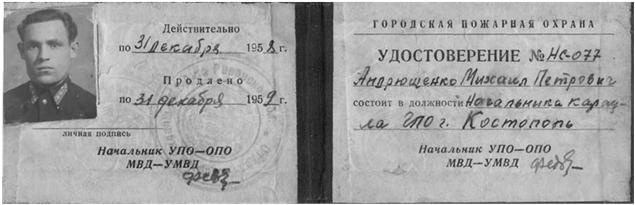 Действительно
по 31 декабря 1958 г.
Продлено
по 31 декабря 1959 г.
личная подпись
Начальник УПО—ОПО
МВД—УМВД
ГОРОДСКАЯ ПОЖАРНАЯ ОХРАНА
УДОСТОВЕРЕНИЕ № НС-077
Андрющенко Михаил Петрович
состоит в должности Начальника карау-
ла ГПО г. Костополь
Начальник УПО—ОПО
МВД—УМВД